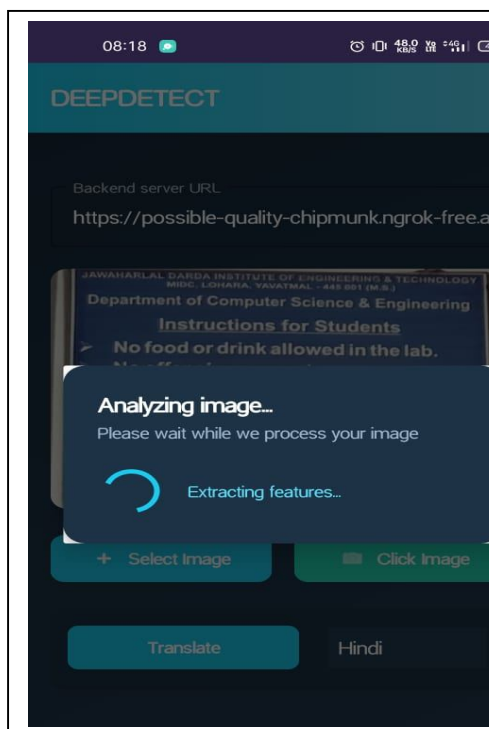 08:18
48.0
KB/S
4G
DEEPDETECT
Backend server URL
https://possible-quality-chipmunk.ngrok-free.a
JAWAHARLAL DARDA INSTITUTE OF ENGINEERING & TECHNOLOGY
MIDC, LOHARA, YAVATMAL - 445 001 (M.S.)
Department of Computer Science & Engineering
Instructions for Students
➢ No food or drink allowed in the lab.
Analyzing image...
Please wait while we process your image
Extracting features...
+ Select Image
Click Image
Translate
Hindi